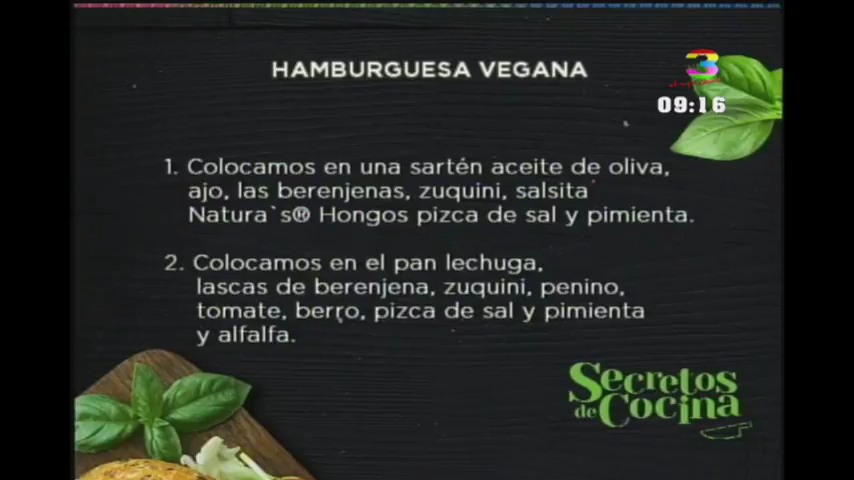 HAMBURGUESA VEGANA
3
09:16
1. Colocamos en una sartén aceite de oliva,
ajo, las berenjenas, zuquini, salsita
Natura`s® Hongos pizca de sal y pimienta.
2. Colocamos en el pan lechuga,
lascas de berenjena, zuquini, penino,
tomate, berro, pizca de sal y pimienta
y alfalfa.
Secretos
de Cocina